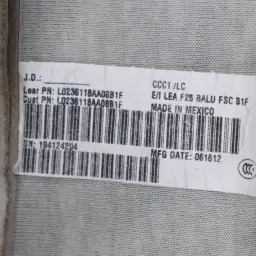 J.D.:
CCC1 /LC
Lear PN: L0236118AA08B1F
E/I LEA F25 BALU FSC B1F
Cust PN: L0236118AA08B1F
MADE IN MEXICO
SN: 194124294
MFG DATE: 061612